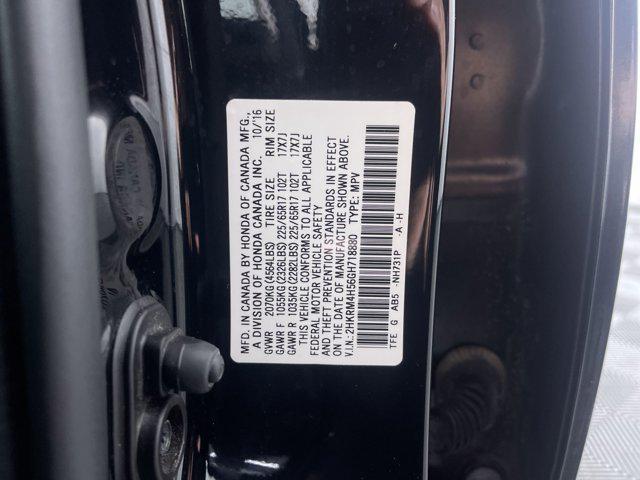 MFD. IN CANADA BY HONDA OF CANADA MFG.,
A DIVISION OF HONDA CANADA INC. 10/'16
GVWR 2070KG(4564LBS) TIRE SIZE RIM SIZE
GAWR F 1055KG(2326LBS) 225/65R17 102T 17X7J
GAWR R 1035KG(2282LBS) 225/65R17 102T 17X7J
THIS VEHICLE CONFORMS TO ALL APPLICABLE
FEDERAL MOTOR VEHICLE SAFETY
AND THEFT PREVENTION STANDARDS IN EFFECT
ON THE DATE OF MANUFACTURE SHOWN ABOVE.
V.I.N.: 2HKRM4H56GH718830 TYPE: MPV
TFE G AB5 -NH731P -A -H